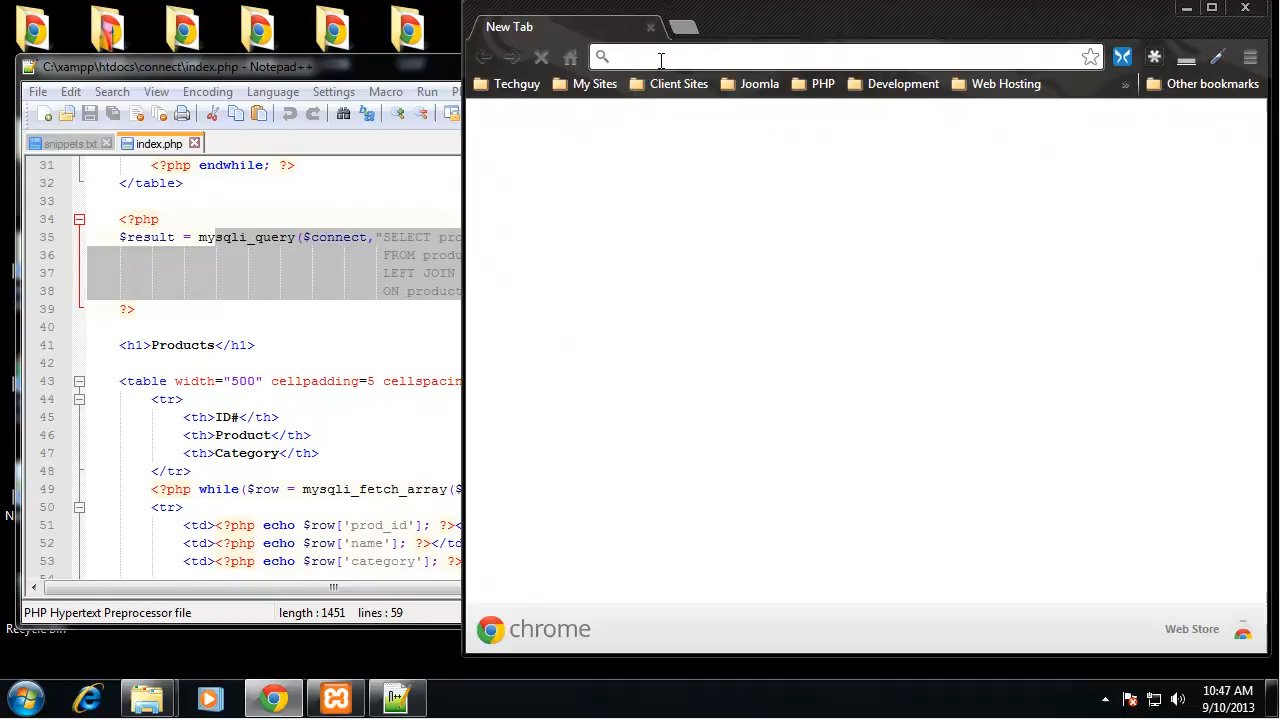 New Tab
Techguy My Sites Client Sites Joomla PHP Development Web Hosting » Other bookmarks
C:\xampp\htdocs\connect\index.php - Notepad++
File Edit Search View Encoding Language Settings Macro Run
snippets.txt index.php
31 <?php endwhile; ?>
32 </table>
33
34 <?php
35 $result = mysqli_query($connect,"SELECT
36 FROM
37 LEFT JOIN
38 ON
39 ?>
40
41 <h1>Products</h1>
42
43 <table width="500" cellpadding=5
44 <tr>
45 <th>ID#</th>
46 <th>Product</th>
47 <th>Category</th>
48 </tr>
49 <?php while($row = mysqli_fetch_array(
50 <tr>
51 <td><?php echo $row['prod_id']; ?>
52 <td><?php echo $row['name']; ?></td
53 <td><?php echo $row['category']; ?>
PHP Hypertext Preprocessor file length : 1451 lines : 59
chrome
Web Store
10:47 AM
9/10/2013